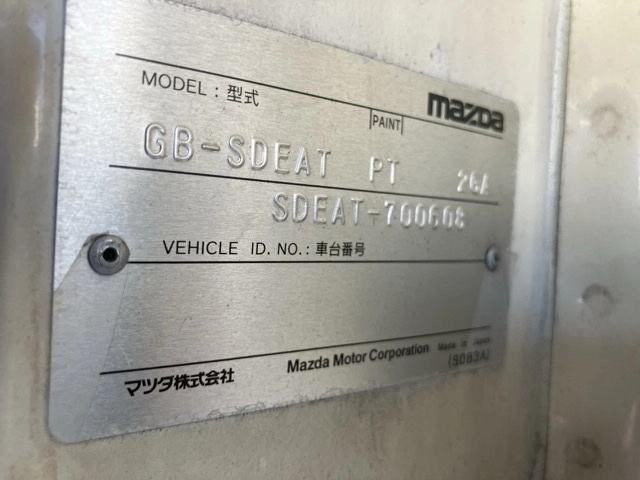 MODEL : 型式
PAINT
mazda
GB-SDEAT PT 26A
SDEAT-700608
VEHICLE ID. NO. : 車台番号
マツダ株式会社
Mazda Motor Corporation Made in Japan
(S083A)